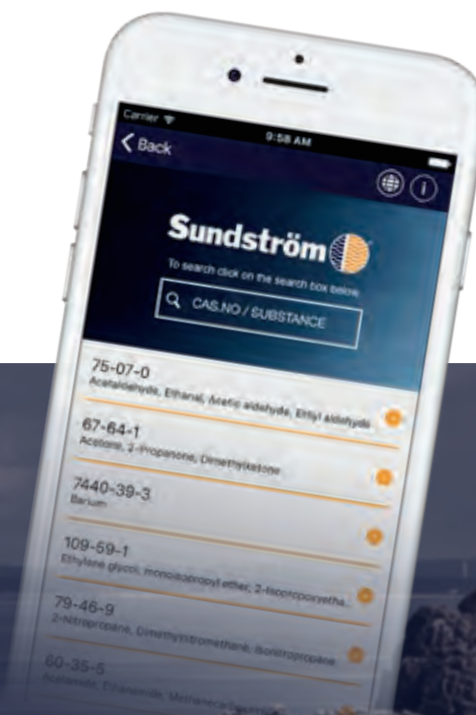 Carrier
9:58 AM
Back
i
Sundström
To search click on the search box below
CAS.NO / SUBSTANCE
75-07-0
Acetaldehyde, Ethanal, Acetic aldehyde, Ethyl aldehyde
67-64-1
Acetone, 2-Propanone, Dimethylketone
7440-39-3
Barium
109-59-1
Ethylene glycol, monoisopropyl ether,
79-46-9
2-Nitropropane, Dimethylnitromethane, Isonitropropane
60-35-5
Acetamide, Ethanamide,